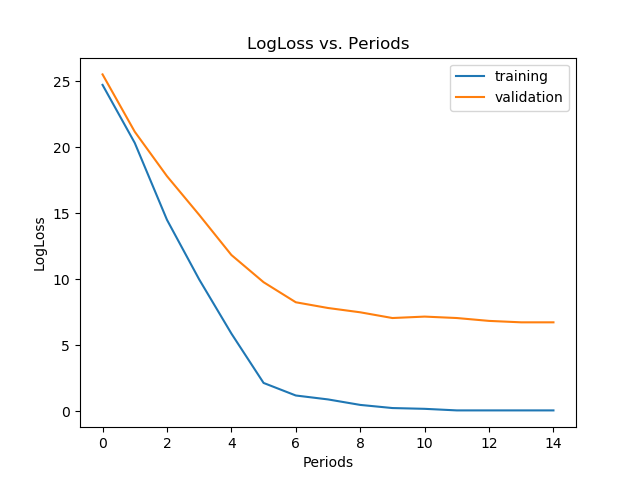 LogLoss vs. Periods
training
validation
LogLoss
25
20
15
10
5
0
0 2 4 6 8 10 12 14
Periods